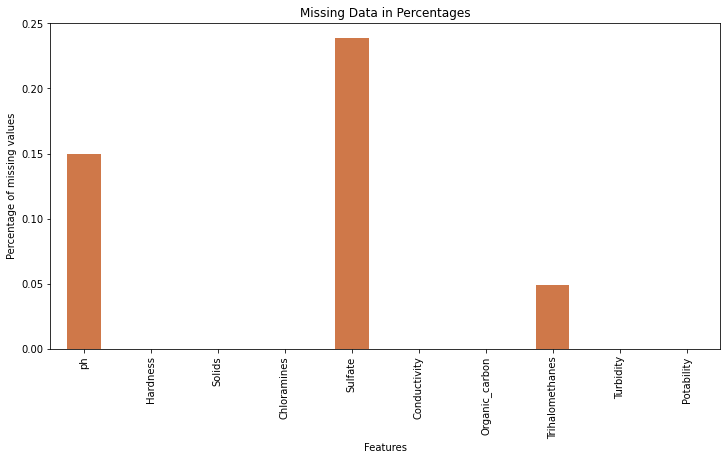 Missing Data in Percentages
Percentage of missing values
0.25
0.20
0.15
0.10
0.05
0.00
ph
Hardness
Solids
Chloramines
Sulfate
Conductivity
Organic_carbon
Trihalomethanes
Turbidity
Potability
Features